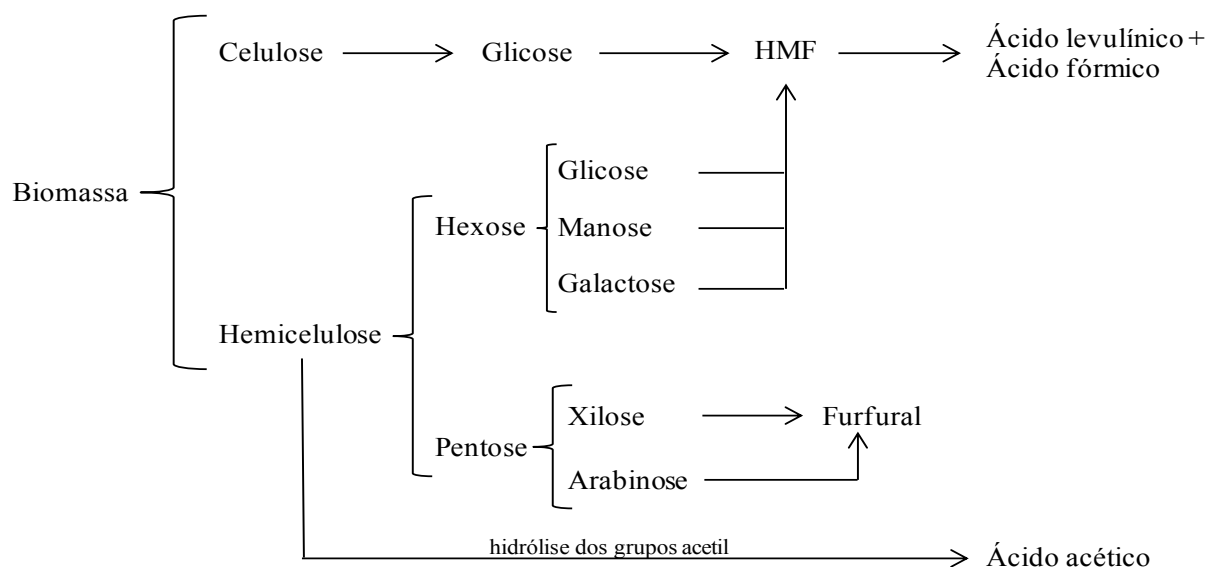 Celulose
Glicose
HMF
Ácido levulínico +
Ácido fórmico
Biomassa
Hexose
Glicose
Manose
Galactose
Hemicelulose
Pentose
Xilose
Furfural
Arabinose
hidrólise dos grupos acetil
Ácido acético